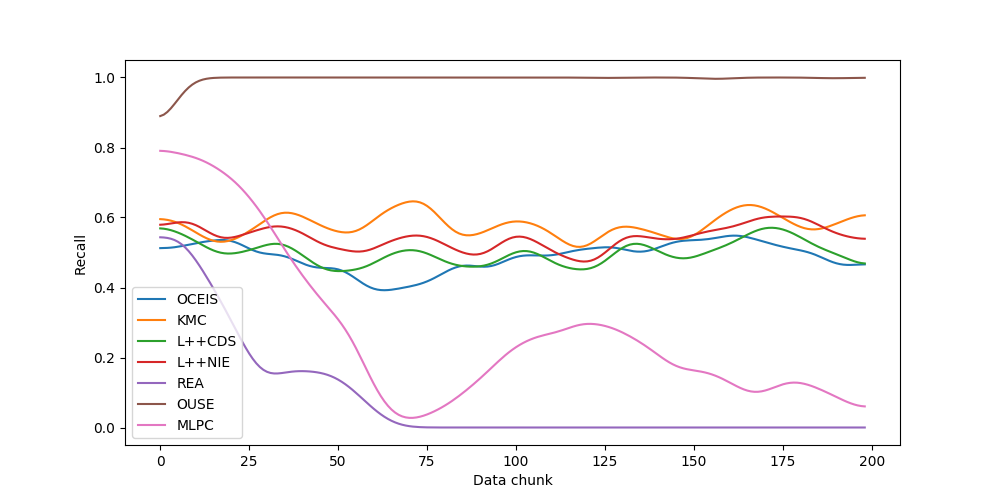 1.0
0.8
0.6
0.4
0.2
0.0
Recall
OCEIS
KMC
L++CDS
L++NIE
REA
OUSE
MLPC
0 25 50 75 100 125 150 175 200
Data chunk